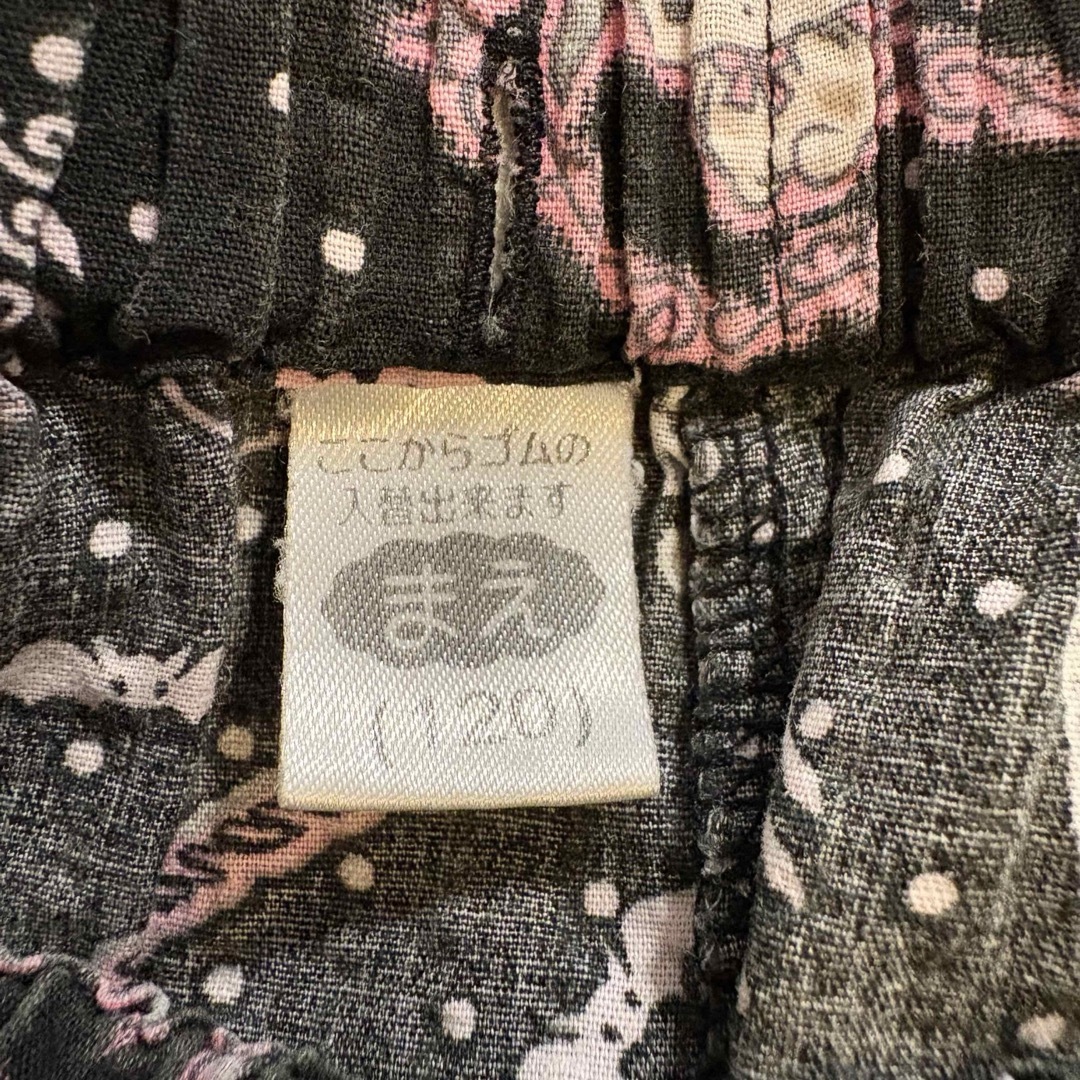 ここからゴムの
入替出来ます
まえ
(120)